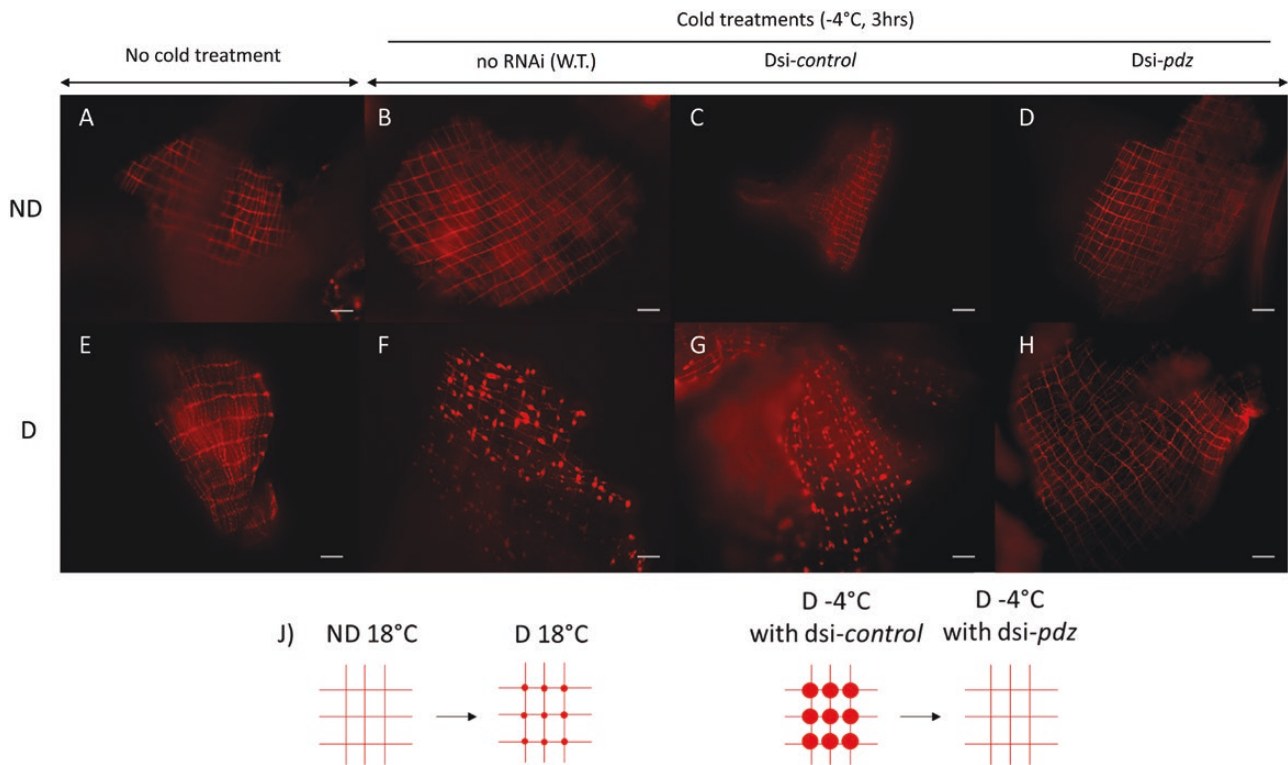 Cold treatments (-4°C, 3hrs)
No cold treatment
no RNAi (W.T.)
Dsi-control
Dsi-pdz
A
B
C
D
ND
E
F
G
H
D
J)
ND 18°C
D 18°C
D -4°C
with dsi-control
D -4°C
with dsi-pdz